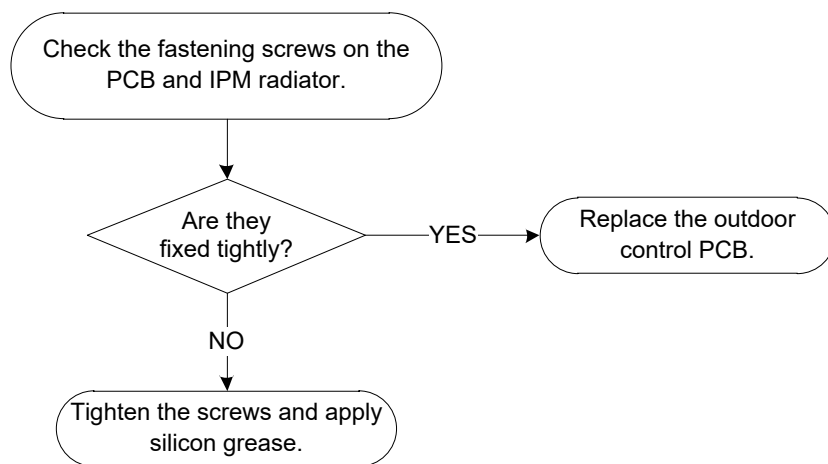 Check the fastening screws on the
PCB and IPM radiator.
Are they
fixed tightly?
YES
Replace the outdoor
control PCB.
NO
Tighten the screws and apply
silicon grease.